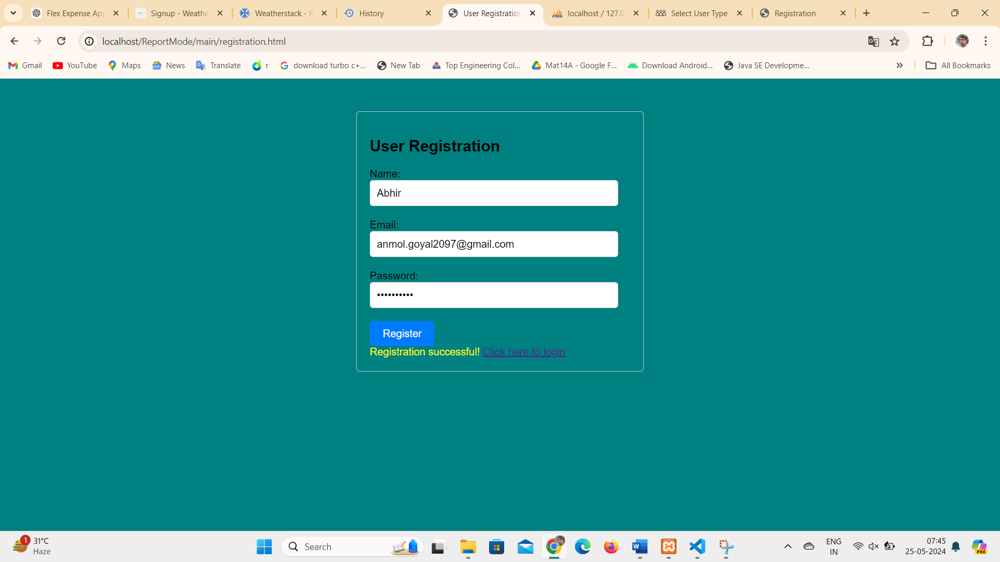 Flex Expense App
Signup - Weathe
Weatherstack - R
History
User Registration
localhost / 127.0
Select User Type
Registration
localhost/ReportMode/main/registration.html
Gmail
YouTube
Maps
News
Translate
r
download turbo c+...
New Tab
Top Engineering Col...
Mat14A - Google F...
Download Android...
Java SE Developme...
All Bookmarks
User Registration
Name:
Abhir
Email:
anmol.goyal2097@gmail.com
Password:
••••••••••
Register
Registration successful! Click here to login
1
31°C
Haze
Search
ENG
IN
07:45
25-05-2024
PRE